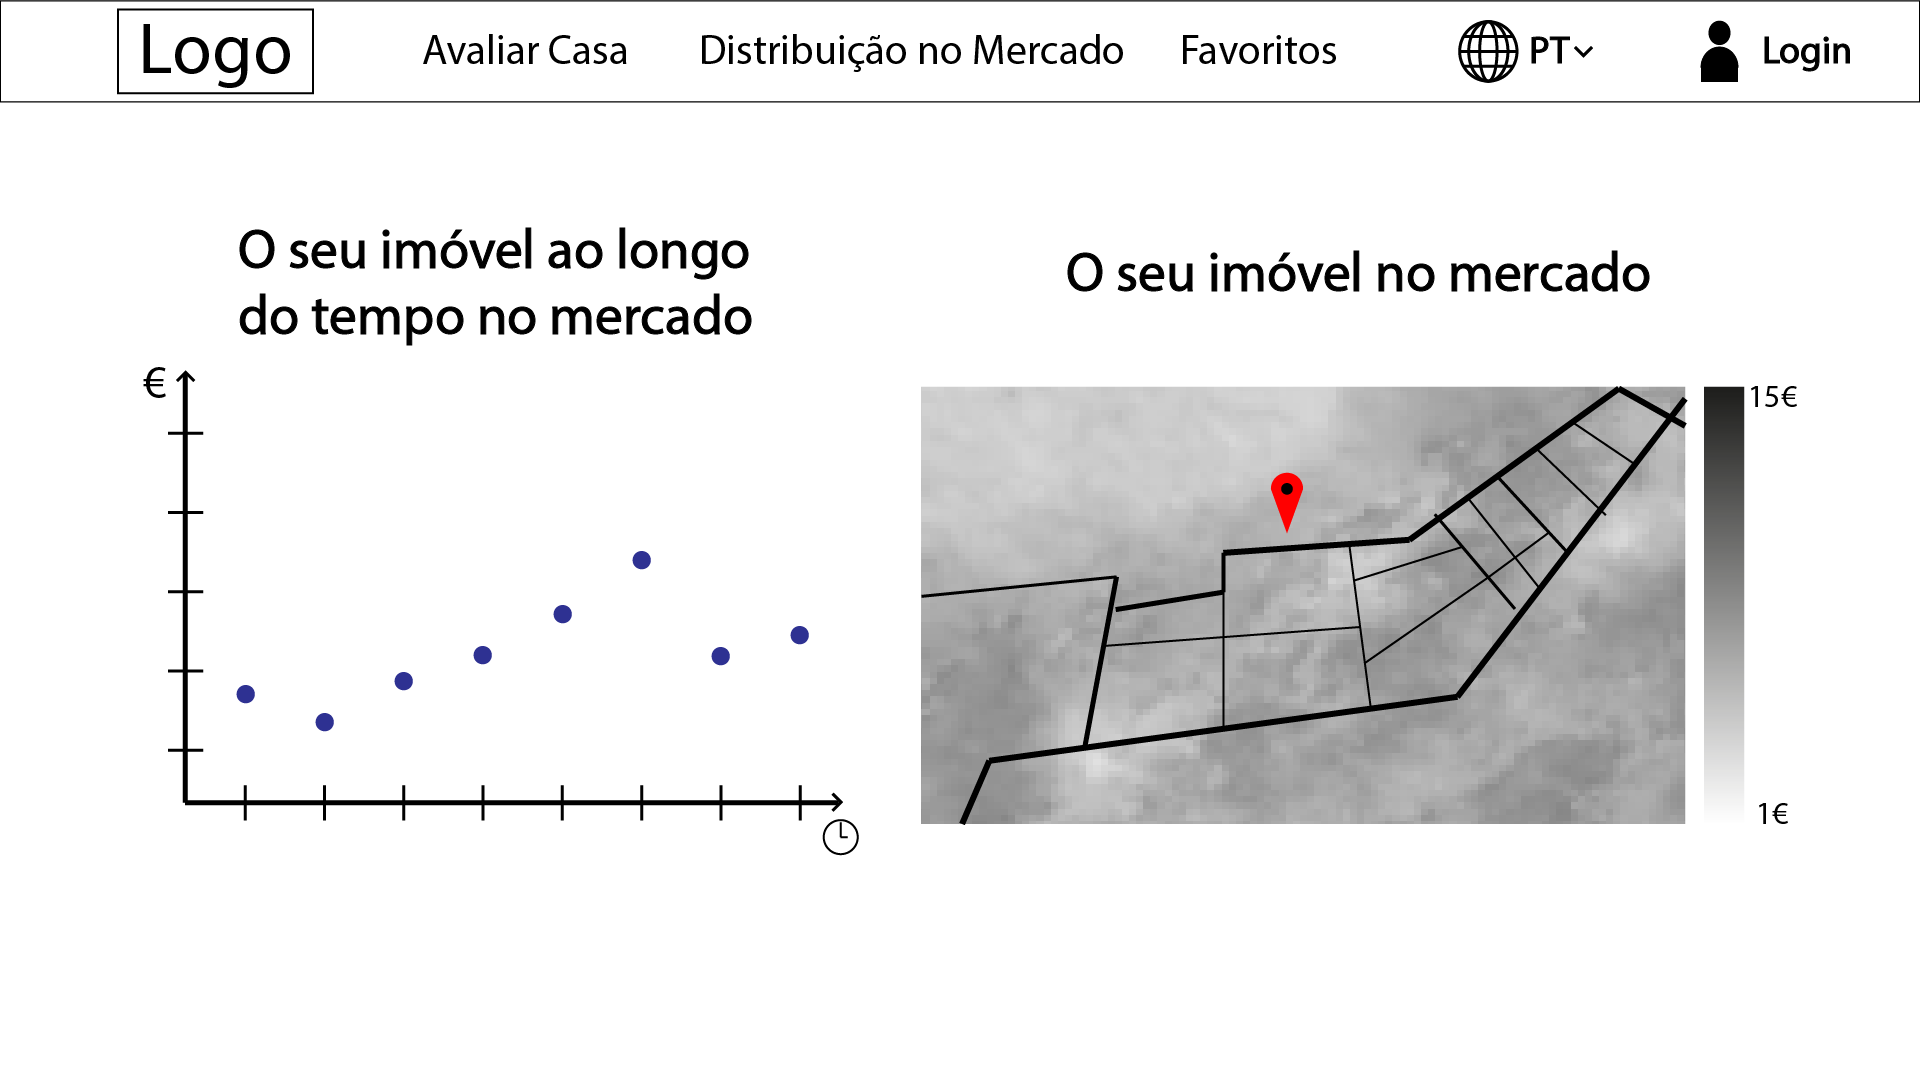 Logo
Avaliar Casa
Distribuição no Mercado
Favoritos
PT
Login
O seu imóvel ao longo
do tempo no mercado
€
O seu imóvel no mercado
15€
1€